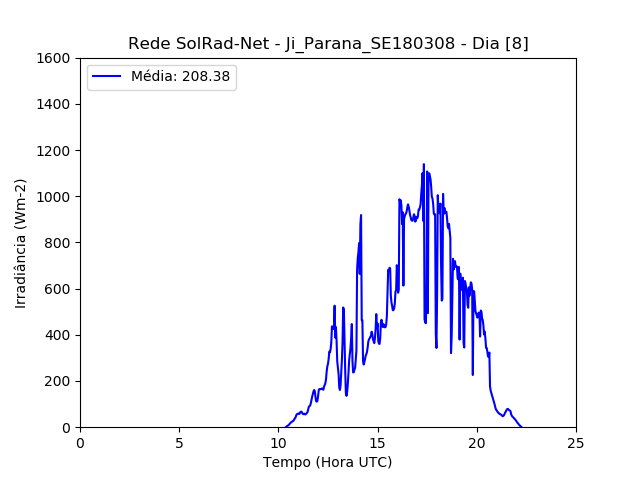 Rede SolRad-Net - Ji_Parana_SE180308 - Dia [8]
Média: 208.38
1600
1400
1200
1000
800
600
400
200
0
Irradiância (Wm-2)
0 5 10 15 20 25
Tempo (Hora UTC)